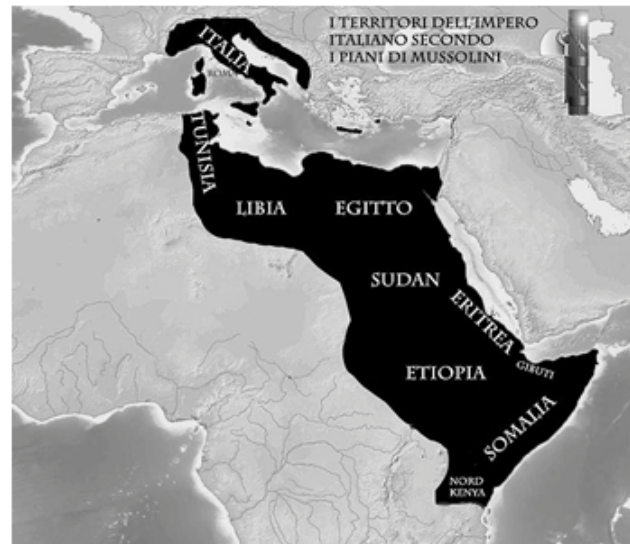 I TERRITORI DELL'IMPERO
ITALIANO SECONDO
I PIANI DI MUSSOLINI
ITALIA
ROMA
TUNISIA
LIBIA
EGITTO
SUDAN
ERITREA
GIBUTI
ETIOPIA
SOMALIA
NORD
KENYA